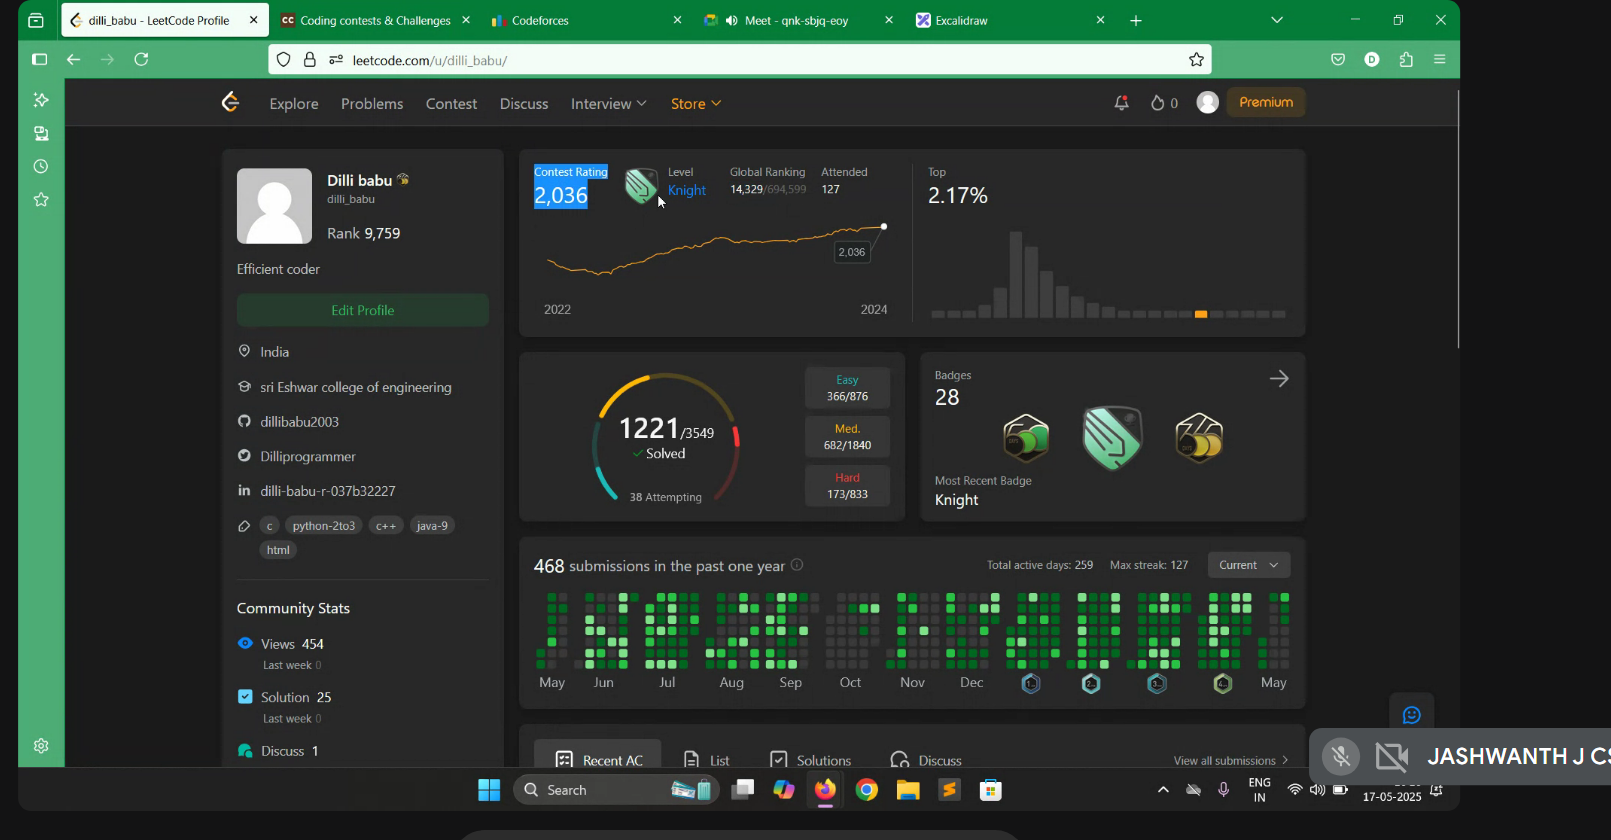 dilli_babu - LeetCode Profile
CC Coding contests & Challenges
Codeforces
Meet - qnk-sbjq-eoy
Excalidraw
leetcode.com/u/dilli_babu/
D
Explore Problems Contest Discuss Interview Store
0 Premium
Dilli babu
dilli_babu
Rank 9,759
Efficient coder
Edit Profile
India
sri Eshwar college of engineering
dillibabu2003
Dilliprogrammer
dilli-babu-r-037b32227
c python-2to3 c++ java-9
html
Community Stats
Views 454
Last week 0
Solution 25
Last week 0
Discuss 1
Contest Rating
2,036
Level
Knight
Global Ranking
14,329/694,599
Attended
127
2,036
2022 2024
Top
2.17%
1221/3549
Solved
38 Attempting
Easy
366/876
Med.
682/1840
Hard
173/833
Badges
28
Most Recent Badge
Knight
468 submissions in the past one year
Total active days: 259 Max streak: 127 Current
May Jun Jul Aug Sep Oct Nov Dec May
Recent AC List Solutions Discuss View all submissions
JASHWANTH J CS
Search
ENG
IN
17-05-2025